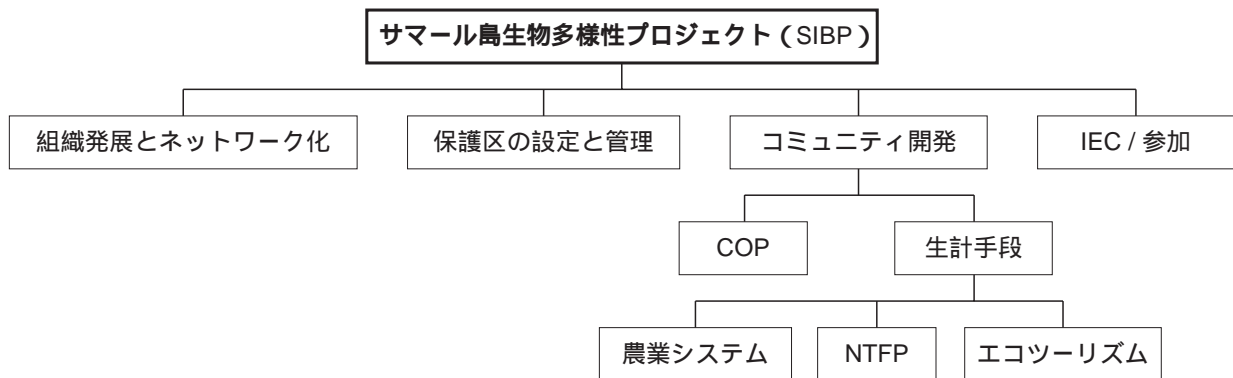 サマール島生物多様性プロジェクト（SIBP）
組織発展とネットワーク化
保護区の設定と管理
コミュニティ開発
IEC / 参加
COP
生計手段
農業システム
NTFP
エコツーリズム